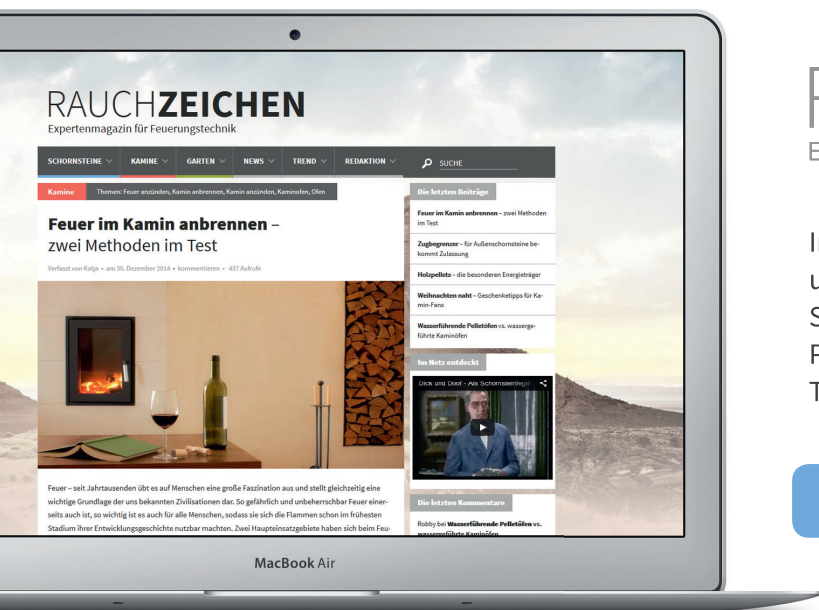 RAUCHZEICHEN
Expertenmagazin für Feuerungstechnik
SCHORNSTEINE KAMINE GARTEN NEWS TREND REDAKTION SUCHE
Kamine Themen: Feuer anzünden, Kamin anbrennen, Kamin anzünden, Kaminofen, Ofen
Feuer im Kamin anbrennen –
zwei Methoden im Test
Verfasst von Katja • am 30. Dezember 2014 • kommentieren • 437 Aufrufe
Feuer – seit Jahrtausenden übt es auf Menschen eine große Faszination aus und stellt gleichzeitig eine
wichtige Grundlage der uns bekannten Zivilisationen dar. So gefährlich und unbeherrschbar Feuer einer-
seits auch ist, so wichtig ist es auch für alle Menschen, sodass sie sich die Flammen schon im frühesten
Stadium ihrer Entwicklungsgeschichte nutzbar machten. Zwei Haupteinsatzgebiete haben sich beim Feu-
Die letzten Beiträge
Feuer im Kamin anbrennen – zwei Methoden
im Test
Zugbegrenzer – für Außenschornsteine be-
kommt Zulassung
Holzpellets – die besonderen Energieträger
Weihnachten naht – Geschenketipps für Ka-
min-Fans
Wasserführende Pelletöfen vs. wasserge-
führte Kaminöfen
Im Netz entdeckt
Dick und Doof - Als Schornsteinfeger
Die letzten Kommentare
Robby bei Wasserführende Pelletöfen vs.
wassergeführte Kaminöfen
MacBook Air